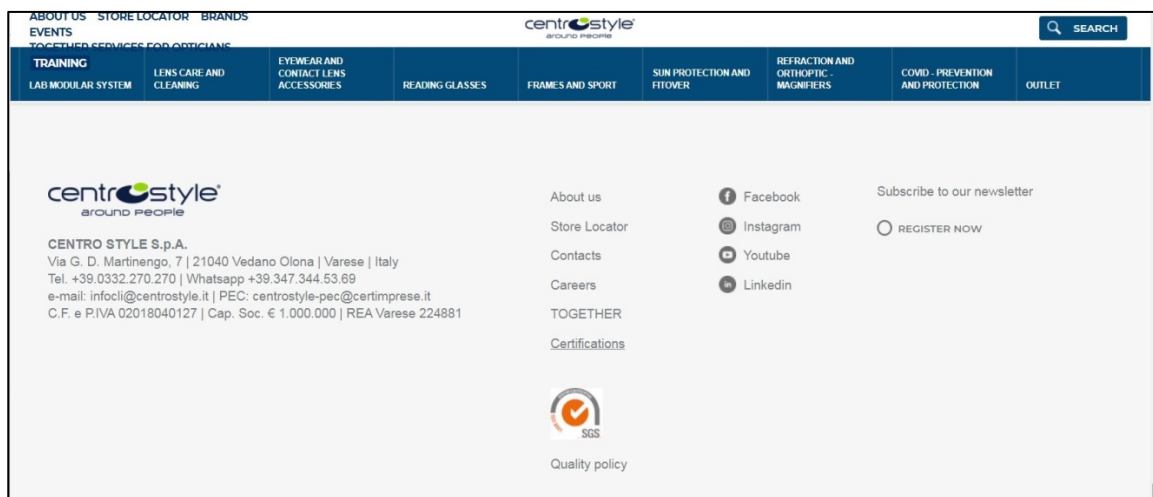 ABOUT US STORE LOCATOR BRANDS
EVENTS
TOGETHER SERVICES FOR OPTICIANS
TRAINING
centrostyle®
around people
SEARCH
LAB MODULAR SYSTEM
LENS CARE AND
CLEANING
EYEWEAR AND
CONTACT LENS
ACCESSORIES
READING GLASSES
FRAMES AND SPORT
SUN PROTECTION AND
FITOVER
REFRACTION AND
ORTHOPTIC -
MAGNIFIERS
COVID - PREVENTION
AND PROTECTION
OUTLET
centrostyle®
around people
CENTRO STYLE S.p.A.
Via G. D. Martinengo, 7 | 21040 Vedano Olona | Varese | Italy
Tel. +39.0332.270.270 | Whatsapp +39.347.344.53.69
e-mail: infocli@centrostyle.it | PEC: centrostyle-pec@certimprese.it
C.F. e P.IVA 02018040127 | Cap. Soc. € 1.000.000 | REA Varese 224881
About us
Store Locator
Contacts
Careers
TOGETHER
Certifications
SGS
Quality policy
Facebook
Instagram
Youtube
Linkedin
Subscribe to our newsletter
REGISTER NOW